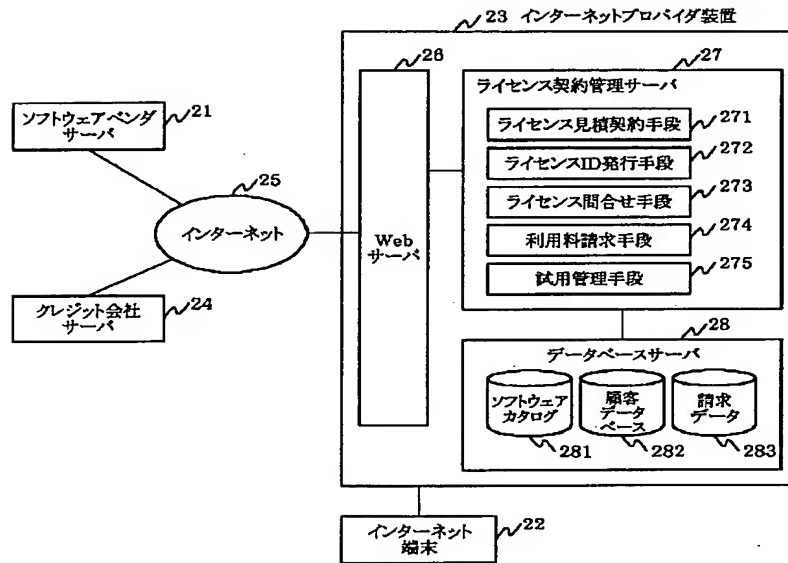 23 インターネットプロバイダ装置
26
27
ライセンス契約管理サーバ
ライセンス見積契約手段 271
ライセンスID発行手段 272
ライセンス問合せ手段 273
利用料請求手段 274
試用管理手段 275
ソフトウェアベンダ
サーバ
21
25
インターネット
Web
サーバ
クレジット会社
サーバ
24
28
データベースサーバ
ソフトウェア
カタログ
281
顧客
データ
ベース
282
請求
データ
283
インターネット
端末
22